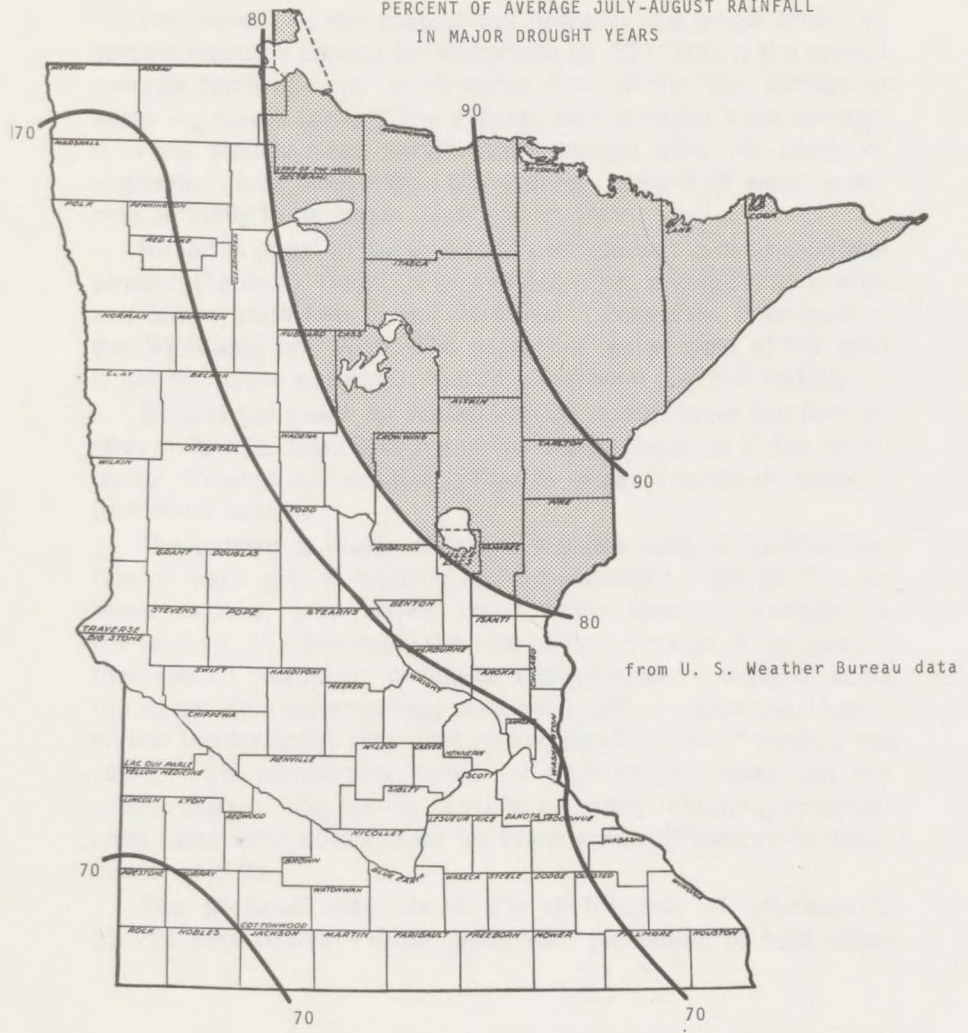 PERCENT OF AVERAGE JULY-AUGUST RAINFALL
IN MAJOR DROUGHT YEARS
80
90
70
KITTSON ROSEAU
MARSHALL
LAKE OF THE WOODS
BELTRAMI
ST. LOUIS
LAKE
COOK
POLK PENNINGTON
RED LAKE
CLEARWATER
ITASCA
NORMAN MAHNOMEN
HUBBARD CASS
CLAY BECKER
AITKIN
WADENA
CROW WING
CARLTON
OTTERTAIL
WILKIN
90
PINE
TODD
GRANT DOUGLAS
MORRISON
MILLE
LACS
KANABEC
STEVENS POPE
STEARNS
BENTON
ISANTI
80
TRAVERSE
BIG STONE
SHERBURNE
CHISAGO
SWIFT
KANDIYOHI
MEEKER
WRIGHT
ANOKA
from U. S. Weather Bureau data
CHIPPEWA
WASHINGTON
LAC QUI PARLE
YELLOW MEDICINE
RENVILLE
McLEOD
CARVER
HENNEPIN
SCOTT
SIBLEY
LINCOLN LYON
REDWOOD
NICOLLET
LESUEUR RICE
DAKOTA GOODHUE
WABASHA
70
BROWN
BLUE EARTH
PIPESTONE MURRAY
WATONWAN
WASECA STEELE DODGE OLMSTED
WINONA
COTTONWOOD
ROCK NOBLES JACKSON MARTIN FARIBAULT FREEBORN MOWER FILLMORE HOUSTON
70
70